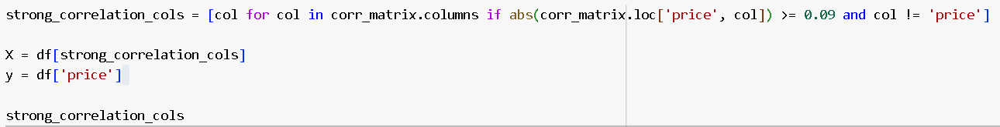 strong_correlation_cols = [col for col in corr_matrix.columns if abs(corr_matrix.loc['price', col]) >= 0.09 and col != 'price']
X = df[strong_correlation_cols]
y = df['price']
strong_correlation_cols